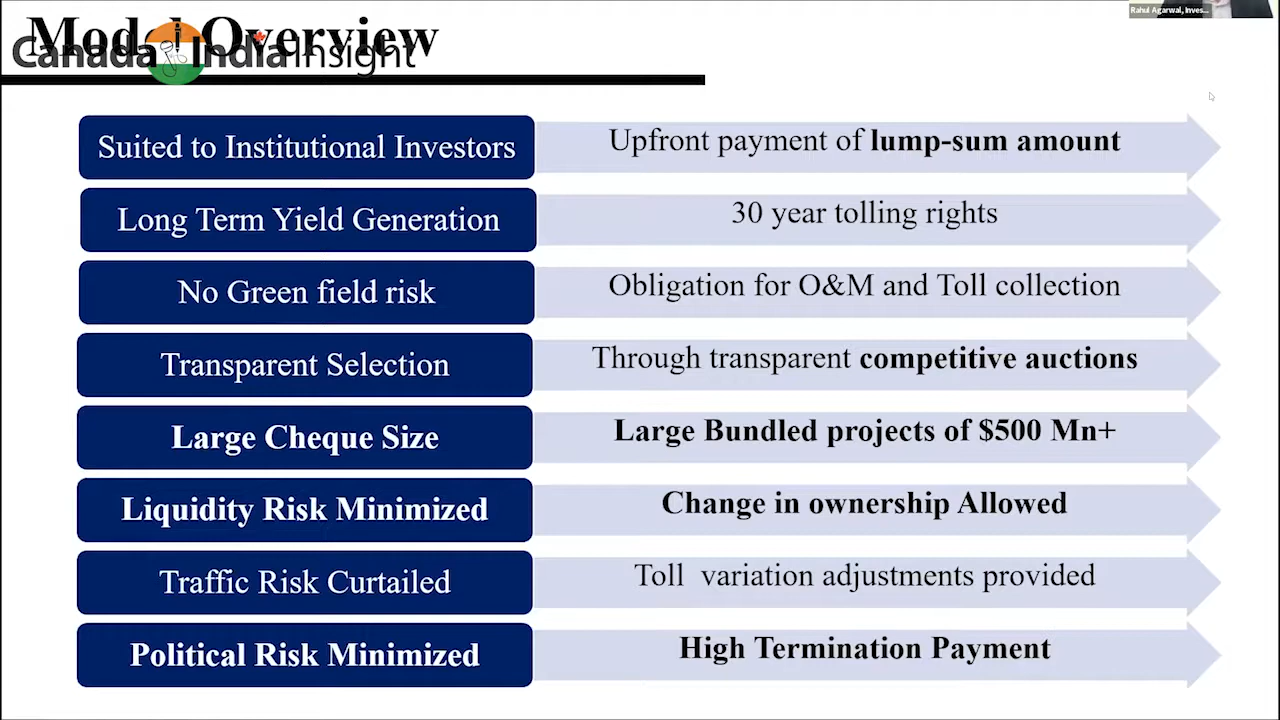 Model Overview
Canada India Insight
Rahul Agarwal, Inves...
Suited to Institutional Investors
Upfront payment of lump-sum amount
Long Term Yield Generation
30 year tolling rights
No Green field risk
Obligation for O&M and Toll collection
Transparent Selection
Through transparent competitive auctions
Large Cheque Size
Large Bundled projects of $500 Mn+
Liquidity Risk Minimized
Change in ownership Allowed
Traffic Risk Curtailed
Toll variation adjustments provided
Political Risk Minimized
High Termination Payment